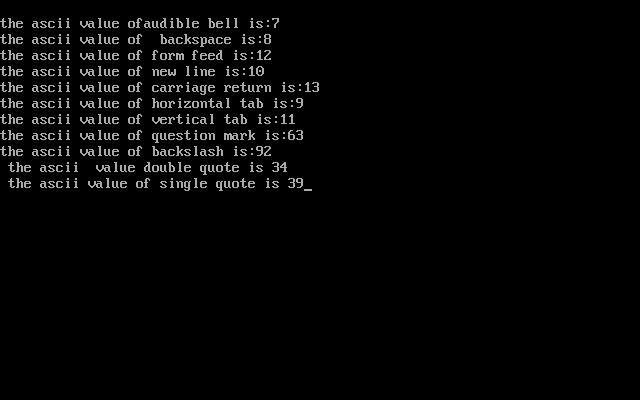 the ascii value ofaudible bell is:7
the ascii value of  backspace is:8
the ascii value of form feed is:12
the ascii value of new line is:10
the ascii value of carriage return is:13
the ascii value of horizontal tab is:9
the ascii value of vertical tab is:11
the ascii value of question mark is:63
the ascii value of backslash is:92
 the ascii  value double quote is 34
 the ascii value of single quote is 39_